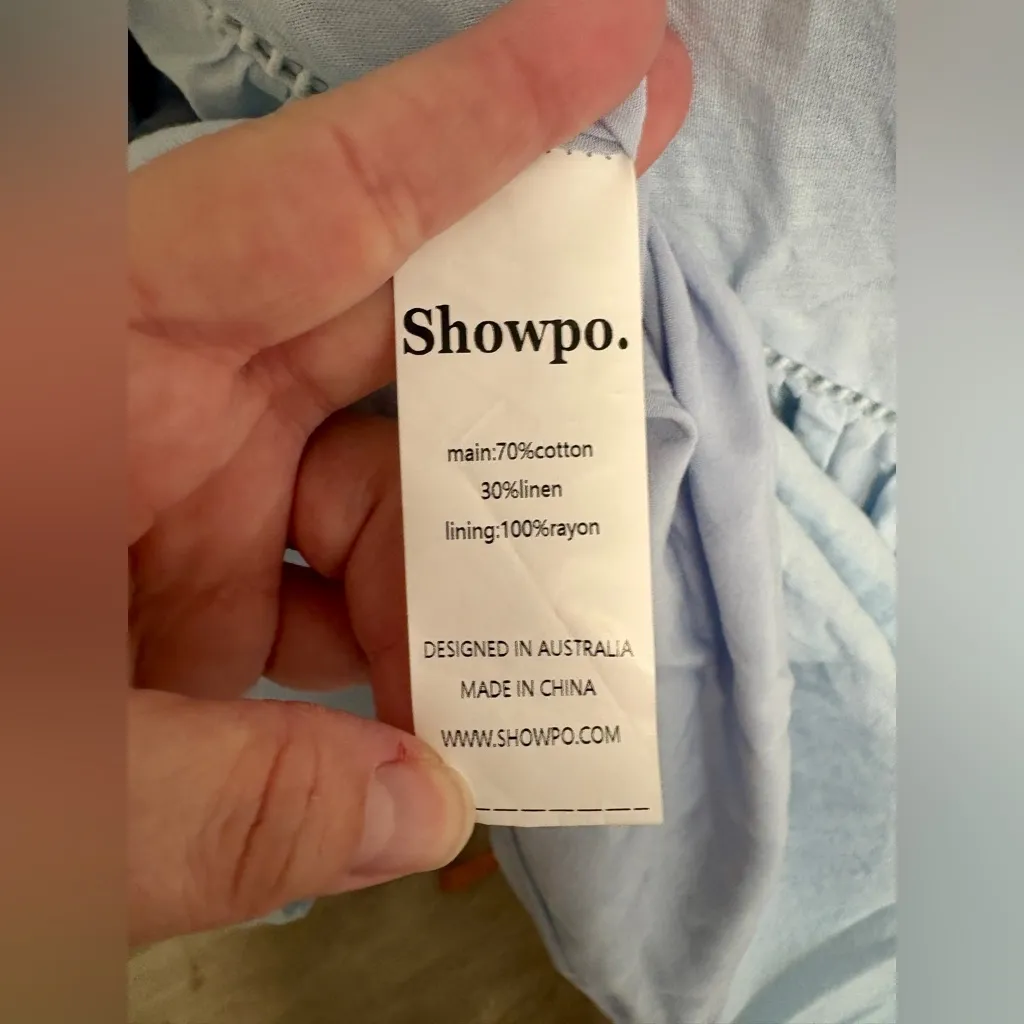 Showpo.
main:70%cotton
30%linen
lining:100%rayon
DESIGNED IN AUSTRALIA
MADE IN CHINA
WWW.SHOWPO.COM